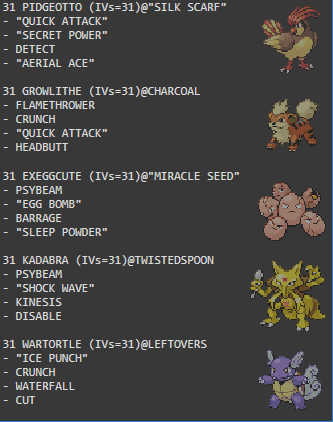 31 PIDGEOTTO (IVs=31)@"SILK SCARF"
- "QUICK ATTACK"
- "SECRET POWER"
- DETECT
- "AERIAL ACE"
31 GROWLITHE (IVs=31)@CHARCOAL
- FLAMETHROWER
- CRUNCH
- "QUICK ATTACK"
- HEADBUTT
31 EXEGGCUTE (IVs=31)@"MIRACLE SEED"
- PSYBEAM
- "EGG BOMB"
- BARRAGE
- "SLEEP POWDER"
31 KADABRA (IVs=31)@TWISTEDSPOON
- PSYBEAM
- "SHOCK WAVE"
- KINESIS
- DISABLE
31 WARTORTLE (IVs=31)@LEFTOVERS
- "ICE PUNCH"
- CRUNCH
- WATERFALL
- CUT